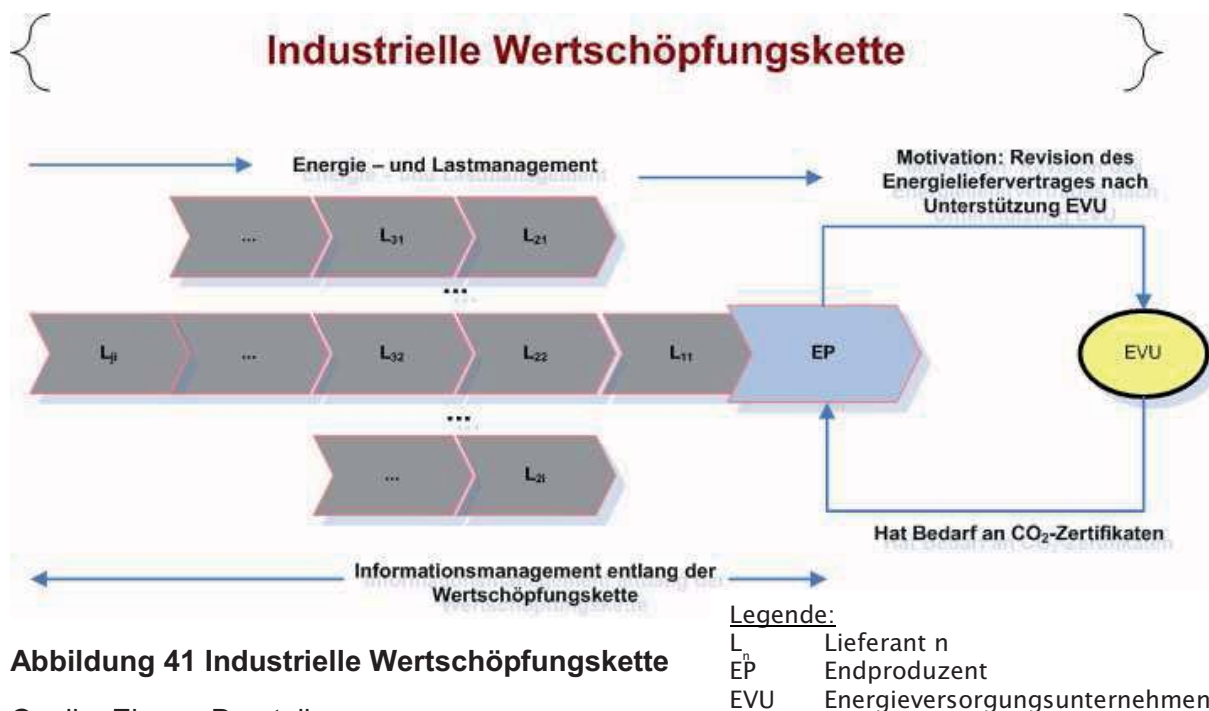 Industrielle Wertschöpfungskette
Energie – und Lastmanagement
Motivation: Revision des
Energieliefervertrages nach
Unterstützung EVU
... L₃₁ L₂₁
...
Lⱼᵢ ... L₃₂ L₂₂ L₁₁ EP EVU
...
... L₂ᵢ
Hat Bedarf an CO₂-Zertifikaten
Informationsmanagement entlang der
Wertschöpfungskette
Legende:
Lₙ Lieferant n
EP Endproduzent
EVU Energieversorgungsunternehmen
Abbildung 41 Industrielle Wertschöpfungskette